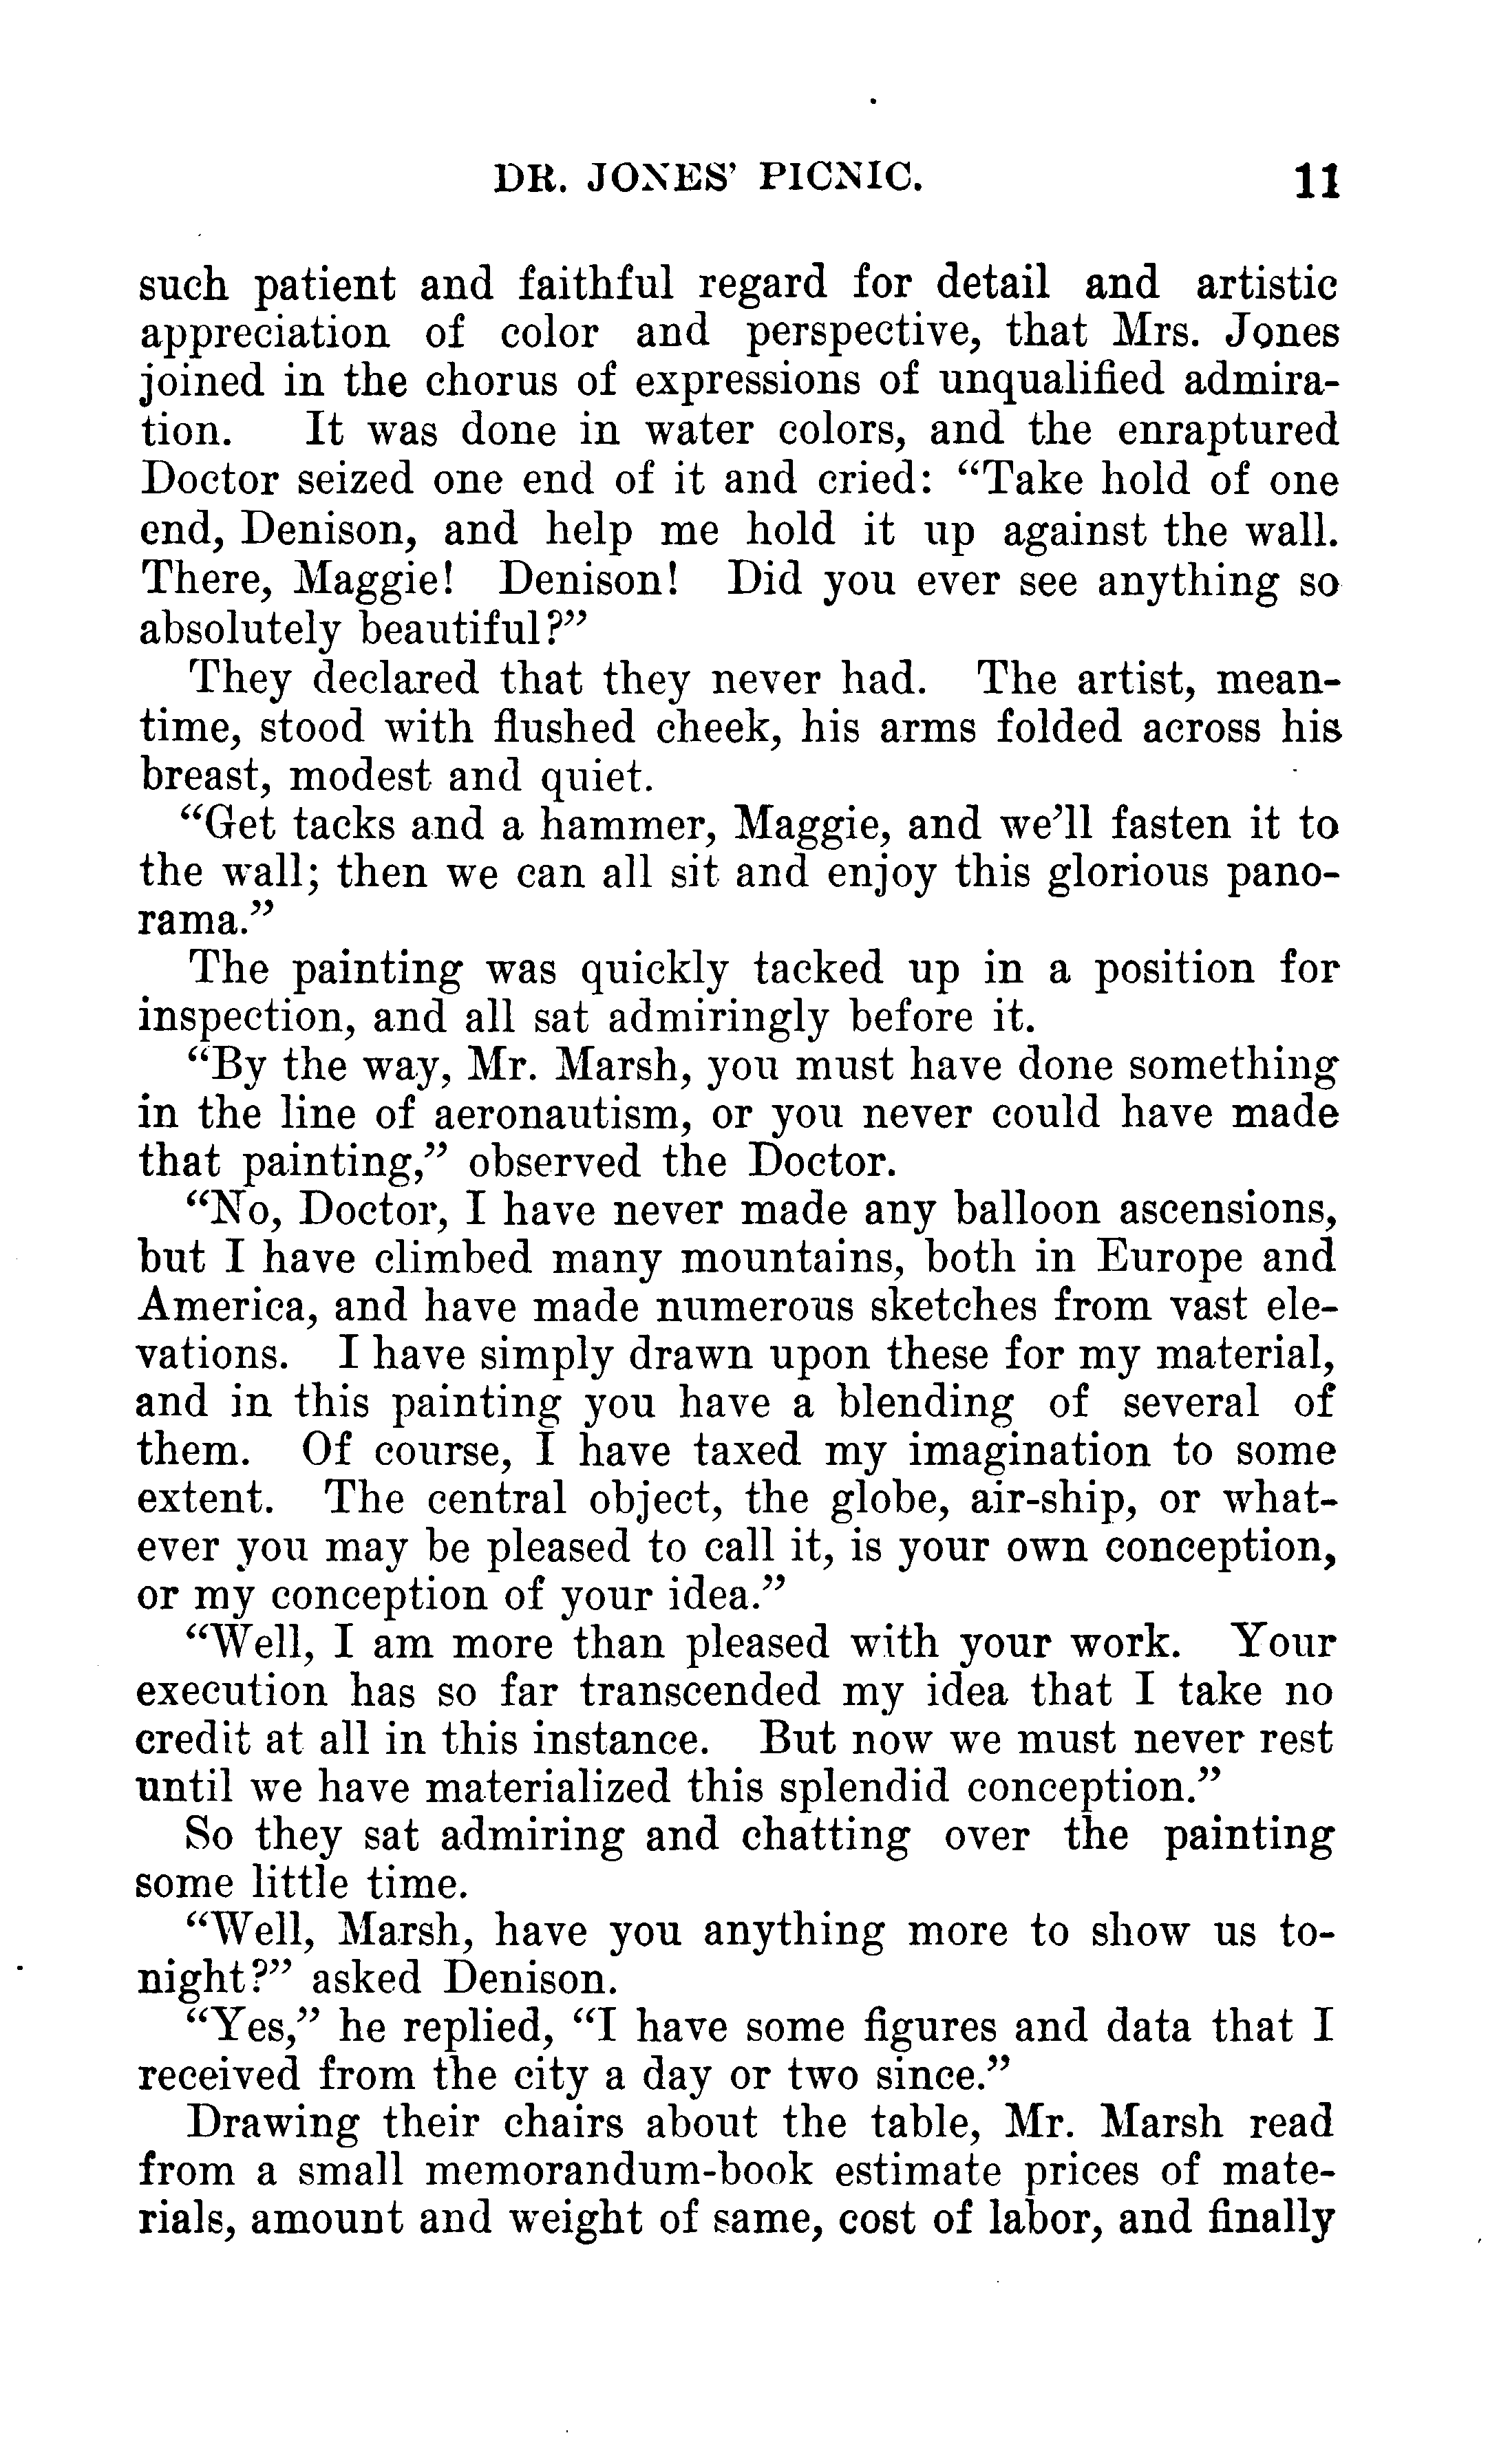 DR. JONES' PICNIC. 11
such patient and faithful regard for detail and artistic
appreciation of color and perspective, that Mrs. Jones
joined in the chorus of expressions of unqualified admira-
tion. It was done in water colors, and the enraptured
Doctor seized one end of it and cried: "Take hold of one
end, Denison, and help me hold it up against the wall.
There, Maggie! Denison! Did you ever see anything so
absolutely beautiful?"
They declared that they never had. The artist, mean-
time, stood with flushed cheek, his arms folded across his
breast, modest and quiet.
"Get tacks and a hammer, Maggie, and we'll fasten it to
the wall; then we can all sit and enjoy this glorious pano-
rama."
The painting was quickly tacked up in a position for
inspection, and all sat admiringly before it.
"By the way, Mr. Marsh, you must have done something
in the line of aeronautism, or you never could have made
that painting," observed the Doctor.
"No, Doctor, I have never made any balloon ascensions,
but I have climbed many mountains, both in Europe and
America, and have made numerous sketches from vast ele-
vations. I have simply drawn upon these for my material,
and in this painting you have a blending of several of
them. Of course, I have taxed my imagination to some
extent. The central object, the globe, air-ship, or what-
ever you may be pleased to call it, is your own conception,
or my conception of your idea."
"Well, I am more than pleased with your work. Your
execution has so far transcended my idea that I take no
credit at all in this instance. But now we must never rest
until we have materialized this splendid conception."
So they sat admiring and chatting over the painting
some little time.
"Well, Marsh, have you anything more to show us to-
night?" asked Denison.
"Yes," he replied, "I have some figures and data that I
received from the city a day or two since."
Drawing their chairs about the table, Mr. Marsh read
from a small memorandum-book estimate prices of mate-
rials, amount and weight of same, cost of labor, and finally